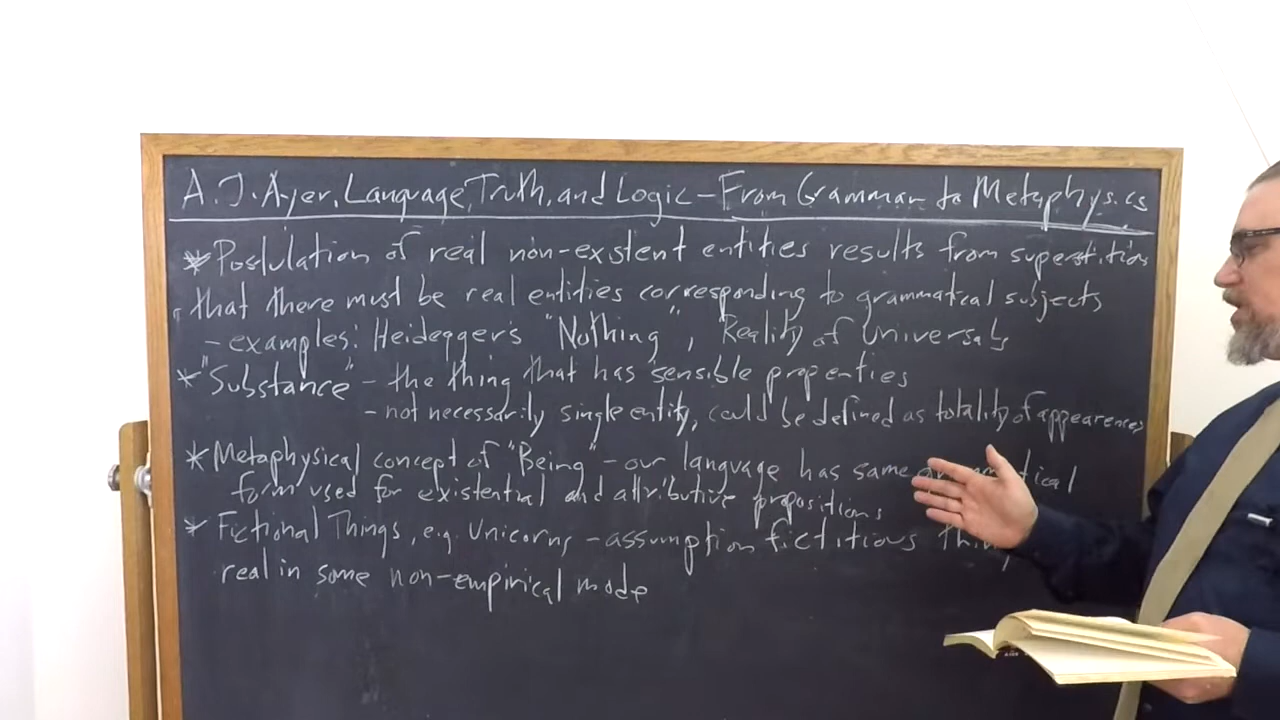 A.J. Ayer, Language, Truth, and Logic – From Grammar to Metaphysics
* Postulation of real non-existent entities results from superstition
that there must be real entities corresponding to grammatical subjects
- examples: Heidegger's "Nothing", Reality of Universals
* "Substance" - the thing that has sensible properties
- not necessarily single entity, could be defined as totality of appearences
* Metaphysical concept of "Being" - our language has same grammatical
form used for existential and attributive propositions
* Fictional Things, e.g. Unicorns - assumption fictitious
real in some non-empirical mode